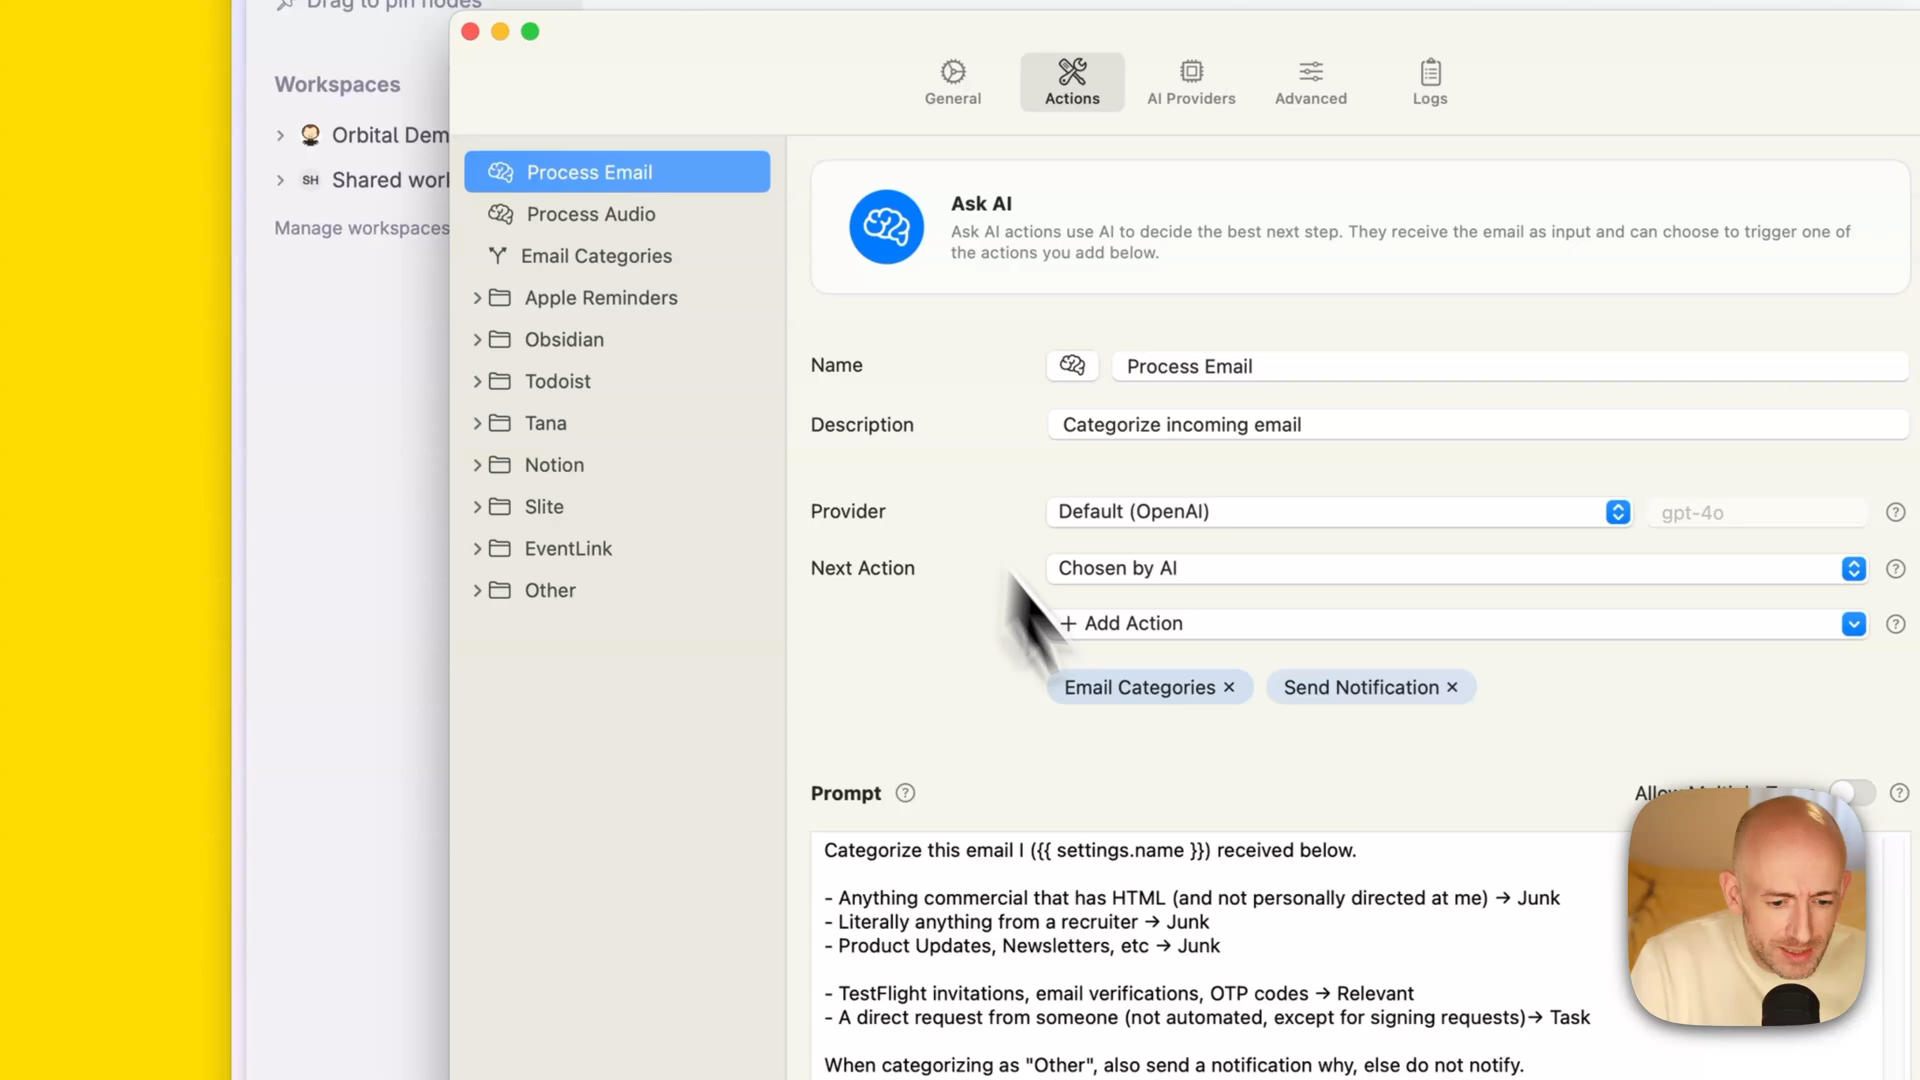 Drag to pin nodes
Workspaces
Orbital Dem
SH Shared worl
Manage workspaces
General
Actions
AI Providers
Advanced
Logs
Process Email
Process Audio
Email Categories
Apple Reminders
Obsidian
Todoist
Tana
Notion
Slite
EventLink
Other
Ask AI
Ask AI actions use AI to decide the best next step. They receive the email as input and can choose to trigger one of
the actions you add below.
Name
Process Email
Description
Categorize incoming email
Provider
Default (OpenAI)
gpt-4o
Next Action
Chosen by AI
+ Add Action
Email Categories ×
Send Notification ×
Prompt
Categorize this email I ({{ settings.name }}) received below.
- Anything commercial that has HTML (and not personally directed at me) → Junk
- Literally anything from a recruiter → Junk
- Product Updates, Newsletters, etc → Junk
- TestFlight invitations, email verifications, OTP codes → Relevant
- A direct request from someone (not automated, except for signing requests)→ Task
When categorizing as "Other", also send a notification why, else do not notify.